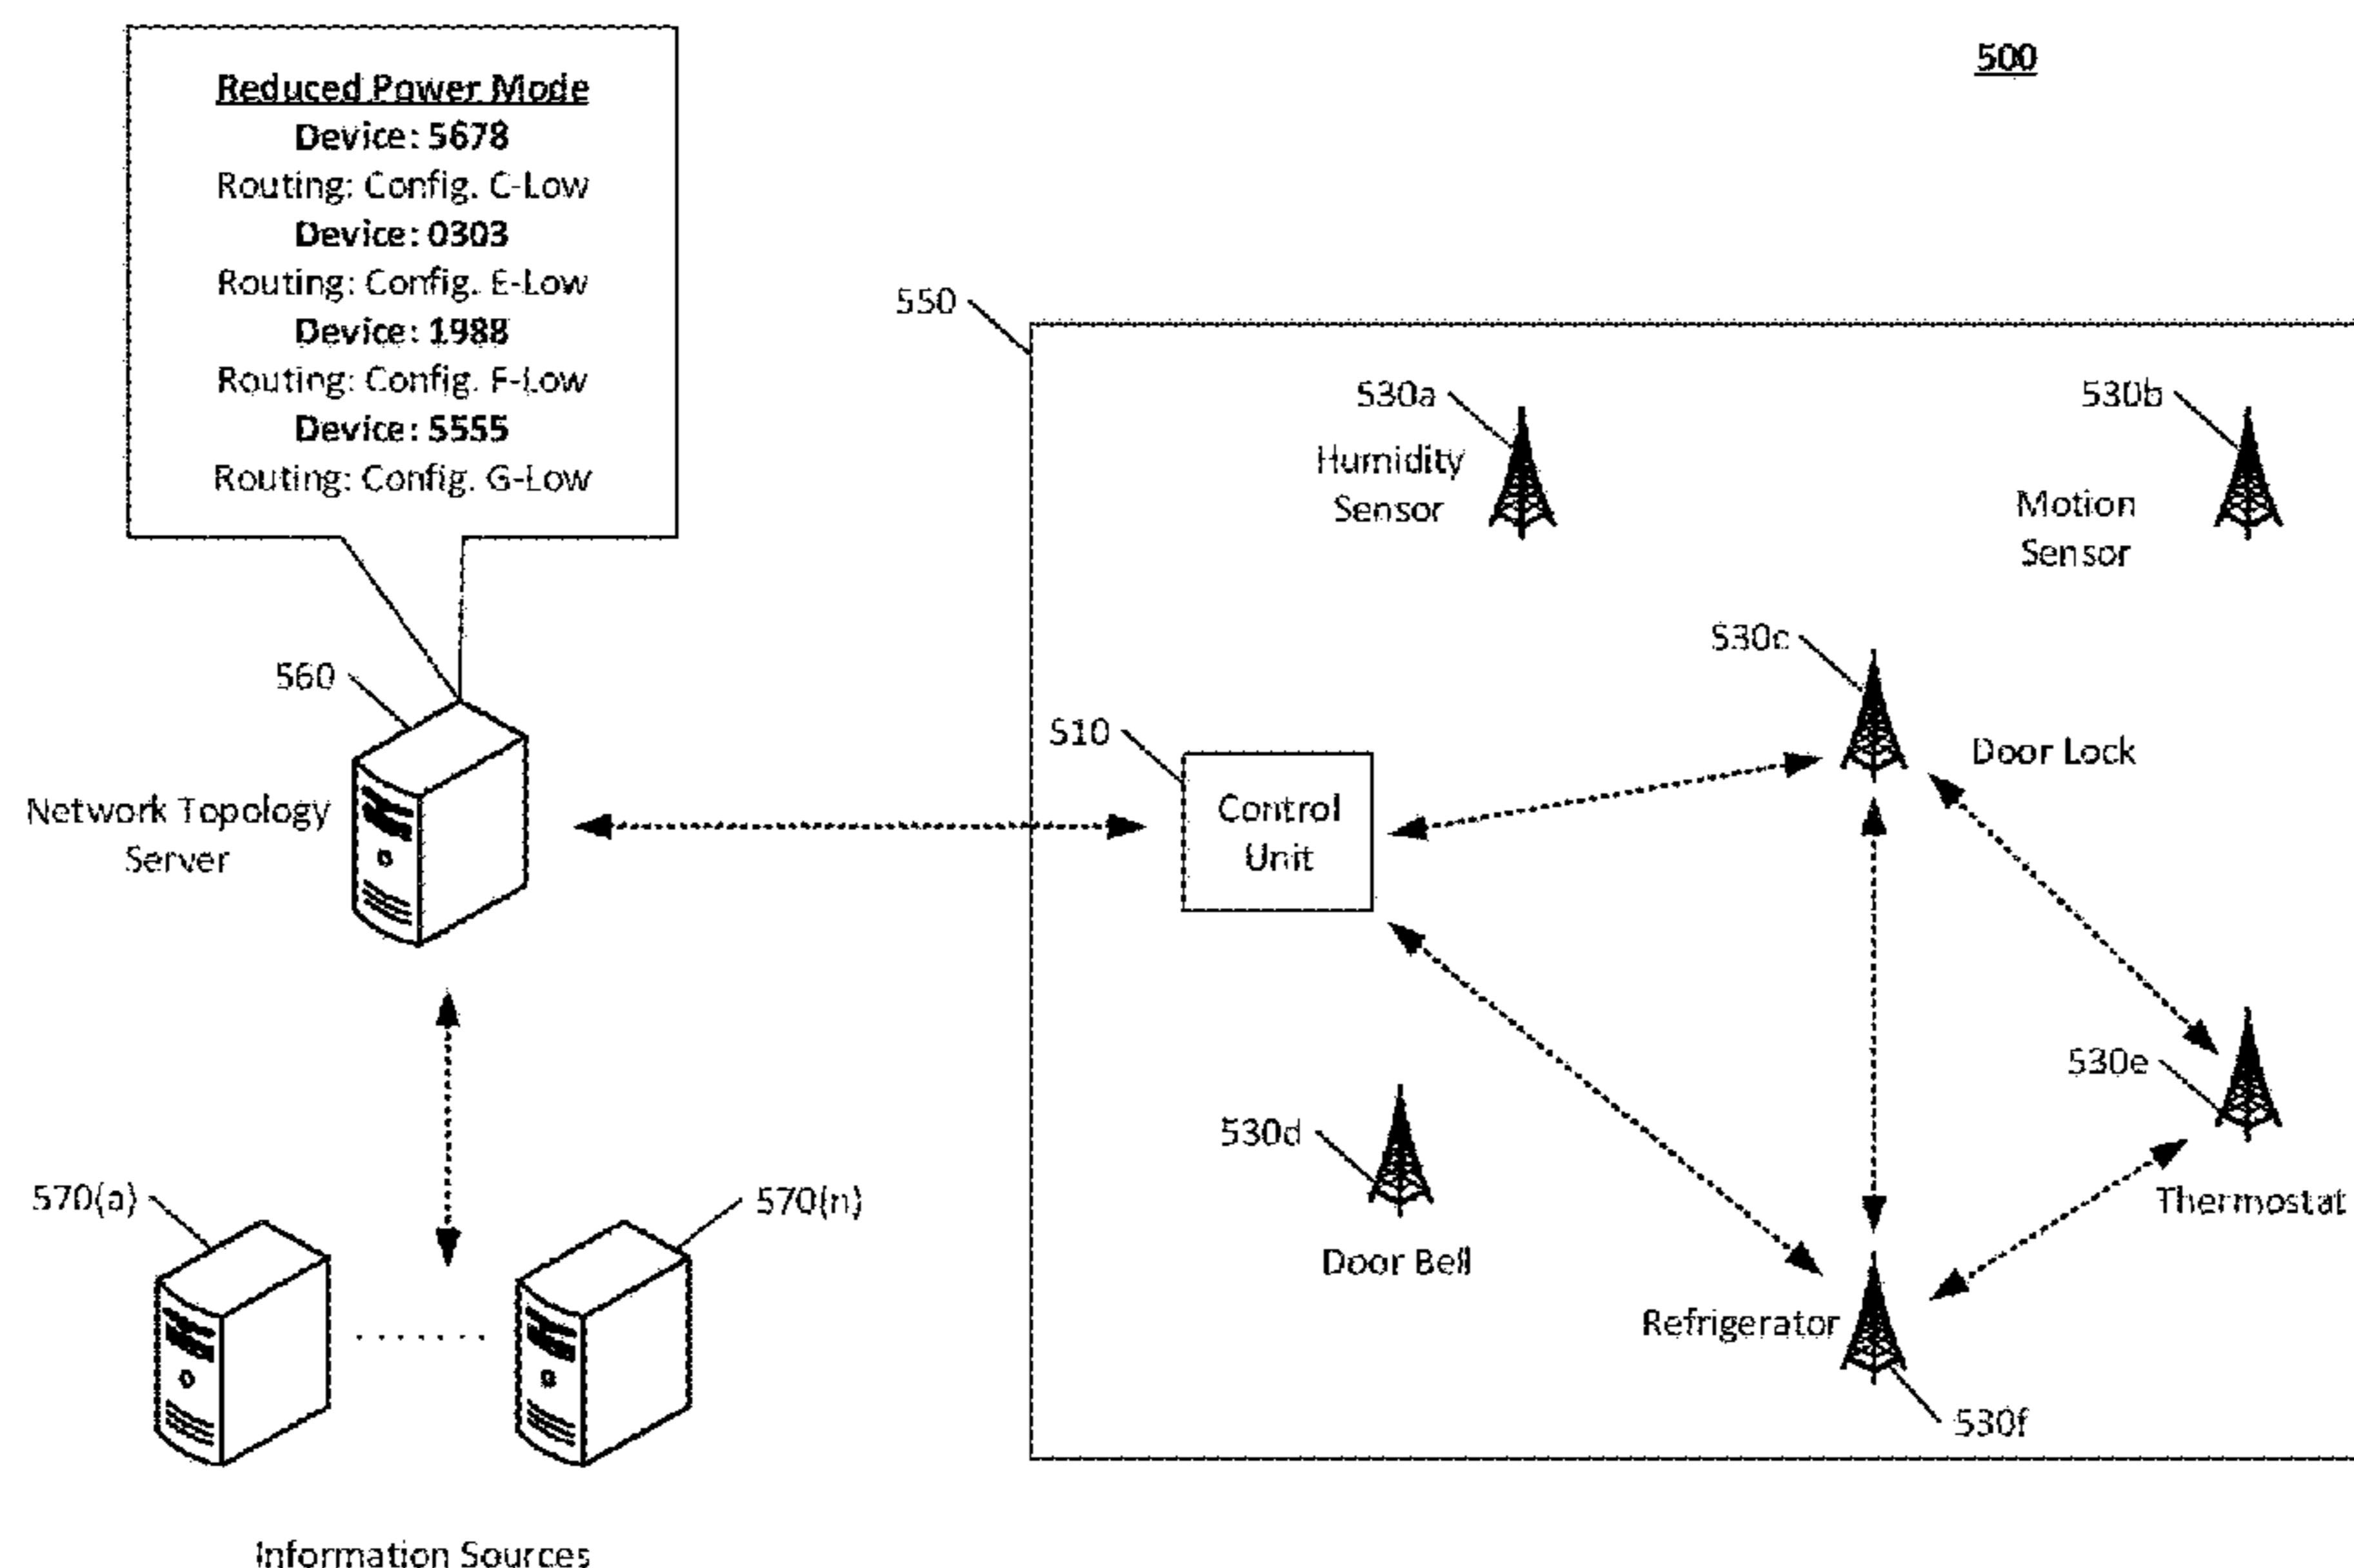 500
Reduced Power Mode
Device: 5678
Routing: Config. C-Low
Device: 0303
Routing: Config. E-Low
Device: 1988
Routing: Config. F-Low
Device: 5555
Routing: Config. G-Low
550
530a
Humidity
Sensor
530b
Motion
Sensor
530c
Door Lock
560
Network Topology
Server
510
Control
Unit
530d
Door Bell
530e
Thermostat
Refrigerator
530f
570(a)
570(n)
Information Sources